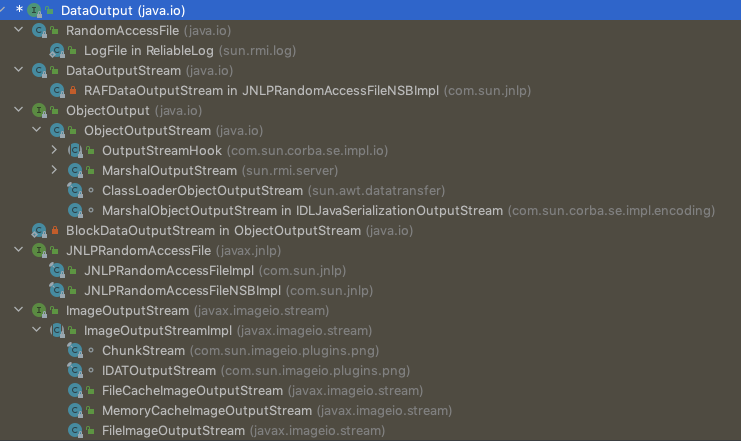 * DataOutput (java.io)
RandomAccessFile (java.io)
LogFile in ReliableLog (sun.rmi.log)
DataOutputStream (java.io)
RAFDataOutputStream in JNLPRandomAccessFileNSBImpl (com.sun.jnlp)
ObjectOutput (java.io)
ObjectOutputStream (java.io)
OutputStreamHook (com.sun.corba.se.impl.io)
MarshalOutputStream (sun.rmi.server)
ClassLoaderObjectOutputStream (sun.awt.datatransfer)
MarshalObjectOutputStream in IDLJavaSerializationOutputStream (com.sun.corba.se.impl.encoding)
BlockDataOutputStream in ObjectOutputStream (java.io)
JNLPRandomAccessFile (javax.jnlp)
JNLPRandomAccessFileImpl (com.sun.jnlp)
JNLPRandomAccessFileNSBImpl (com.sun.jnlp)
ImageOutputStream (javax.imageio.stream)
ImageOutputStreamImpl (javax.imageio.stream)
ChunkStream (com.sun.imageio.plugins.png)
IDATOutputStream (com.sun.imageio.plugins.png)
FileCacheImageOutputStream (javax.imageio.stream)
MemoryCacheImageOutputStream (javax.imageio.stream)
FileImageOutputStream (javax.imageio.stream)